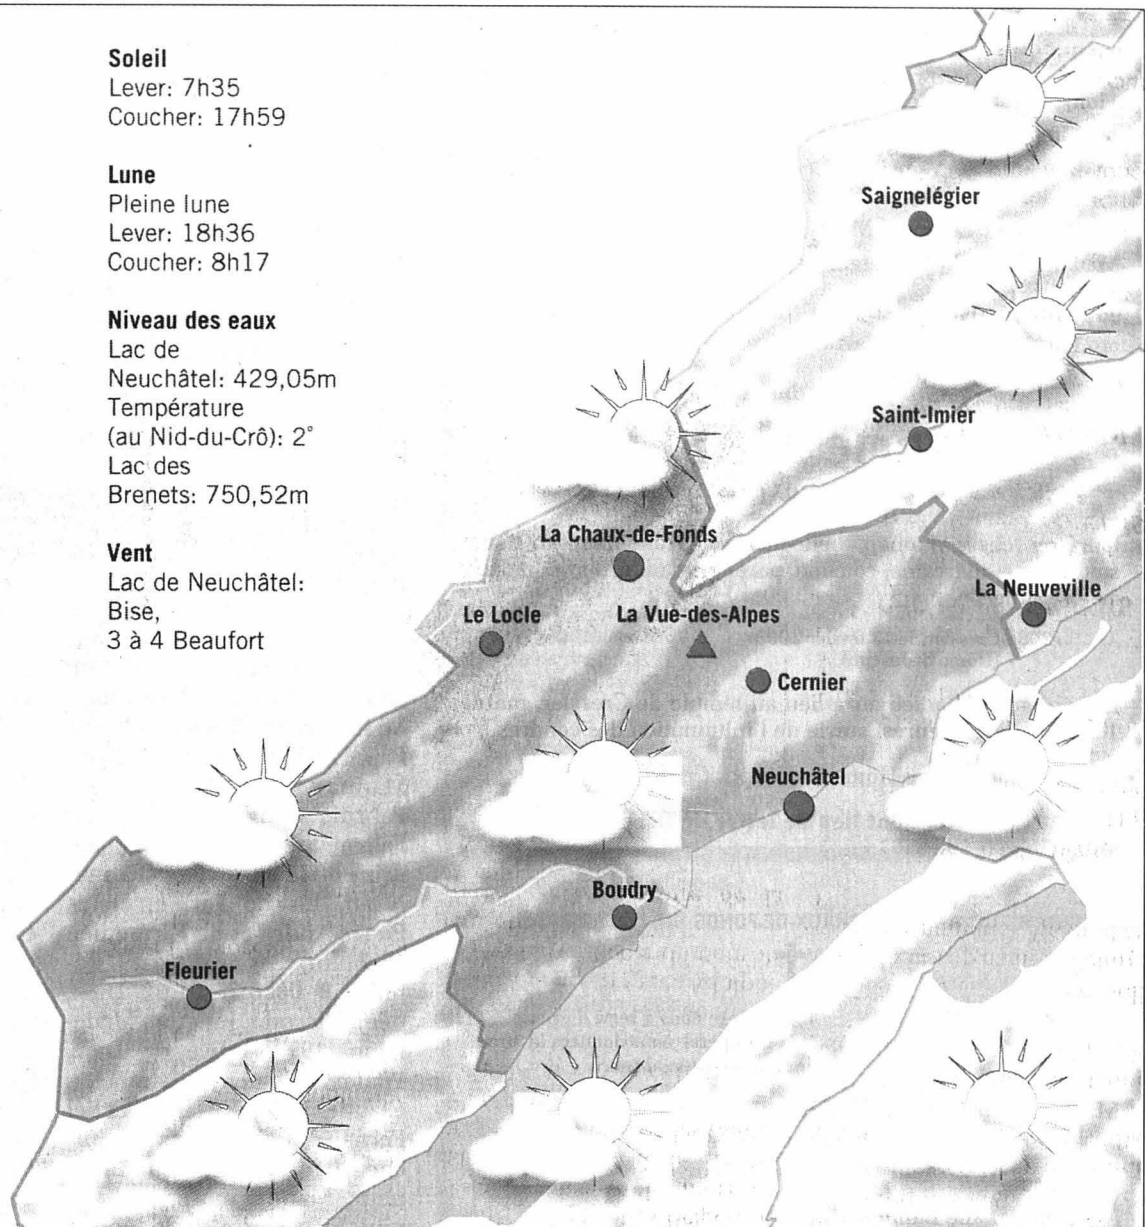 Soleil
Lever: 7h35
Coucher: 17h59
Lune
Pleine lune
Lever: 18h36
Coucher: 8h17
Niveau des eaux
Lac de
Neuchâtel: 429,05m
Température
(au Nid-du-Crô): 2°
Lac des
Brenets: 750,52m
Vent
Lac de Neuchâtel:
Bise,
3 à 4 Beaufort
Saignelégier
Saint-Imier
La Chaux-de-Fonds
La Neuveville
Le Locle
La Vue-des-Alpes
Cernier
Neuchâtel
Boudry
Fleurier